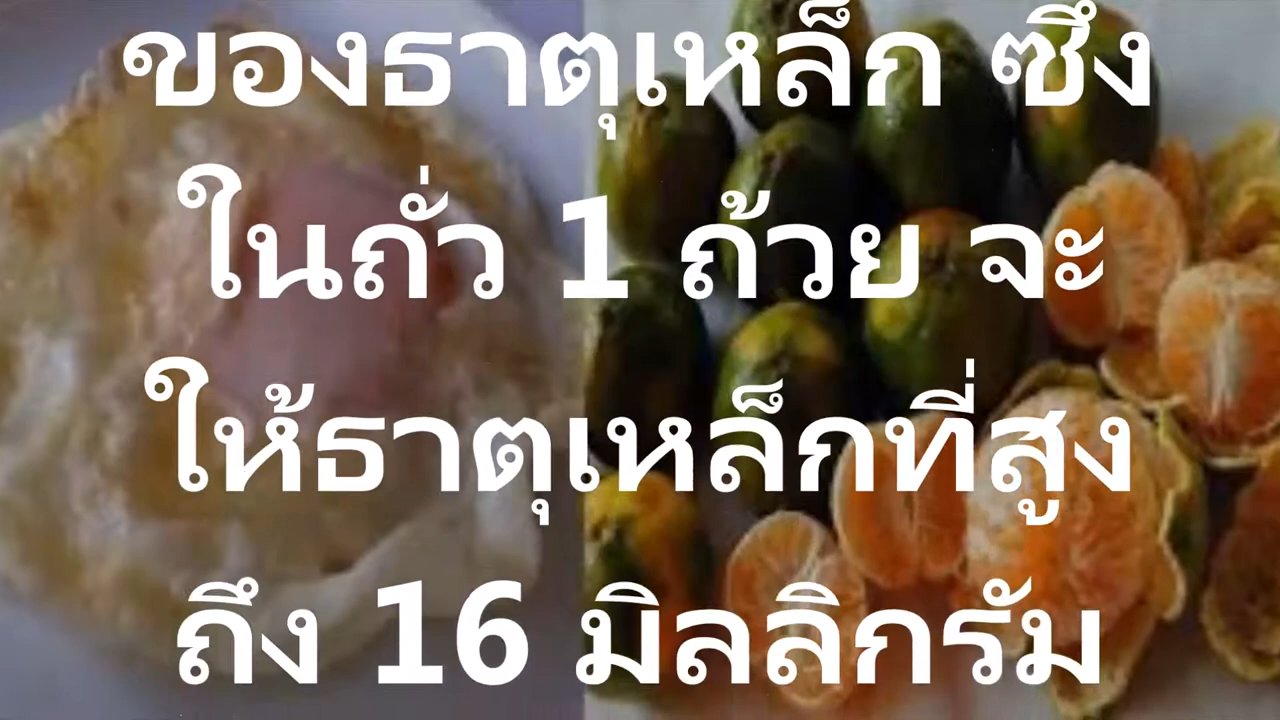 ของธาตุเหล็ก ซึ่ง
ในถั่ว 1 ถ้วย จะ
ให้ธาตุเหล็กที่สูง
ถึง 16 มิลลิกรัม